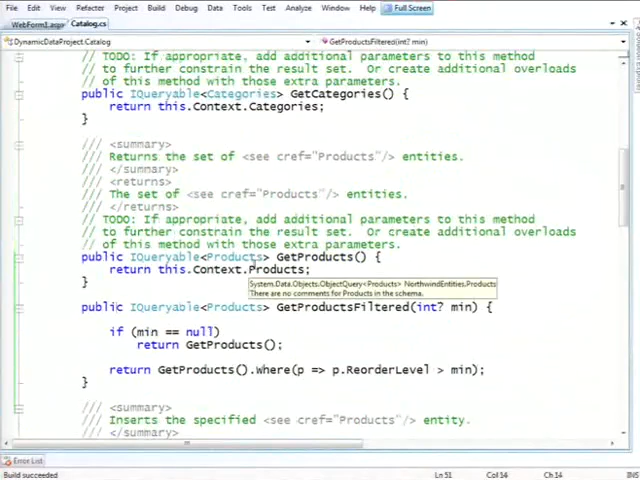 File Edit View Refactor Project Build Debug Data Tools Test Analyze Window Help Full Screen
WebForm1.aspx Catalog.cs
DynamicDataProject.Catalog GetProductsFiltered(int? min)
// TODO: If appropriate, add additional parameters to this method
// to further constrain the result set. Or create additional overloads
// of this method with those extra parameters.
public IQueryable<Categories> GetCategories() {
return this.Context.Categories;
}
/// <summary>
/// Returns the set of <see cref="Products"/> entities.
/// </summary>
/// <returns>
/// The set of <see cref="Products"/> entities.
/// </returns>
// TODO: If appropriate, add additional parameters to this method
// to further constrain the result set. Or create additional overloads
// of this method with those extra parameters.
public IQueryable<Products> GetProducts() {
return this.Context.Products;
}
System.Data.Objects.ObjectQuery<Products> NorthwindEntities.Products
There are no comments for Products in the schema.
public IQueryable<Products> GetProductsFiltered(int? min) {
if (min == null)
return GetProducts();
return GetProducts().Where(p => p.ReorderLevel > min);
}
/// <summary>
/// Inserts the specified <see cref="Products"/> entity.
/// </summary>
Error List
Build succeeded Ln 51 Col 14 Ch 14 INS